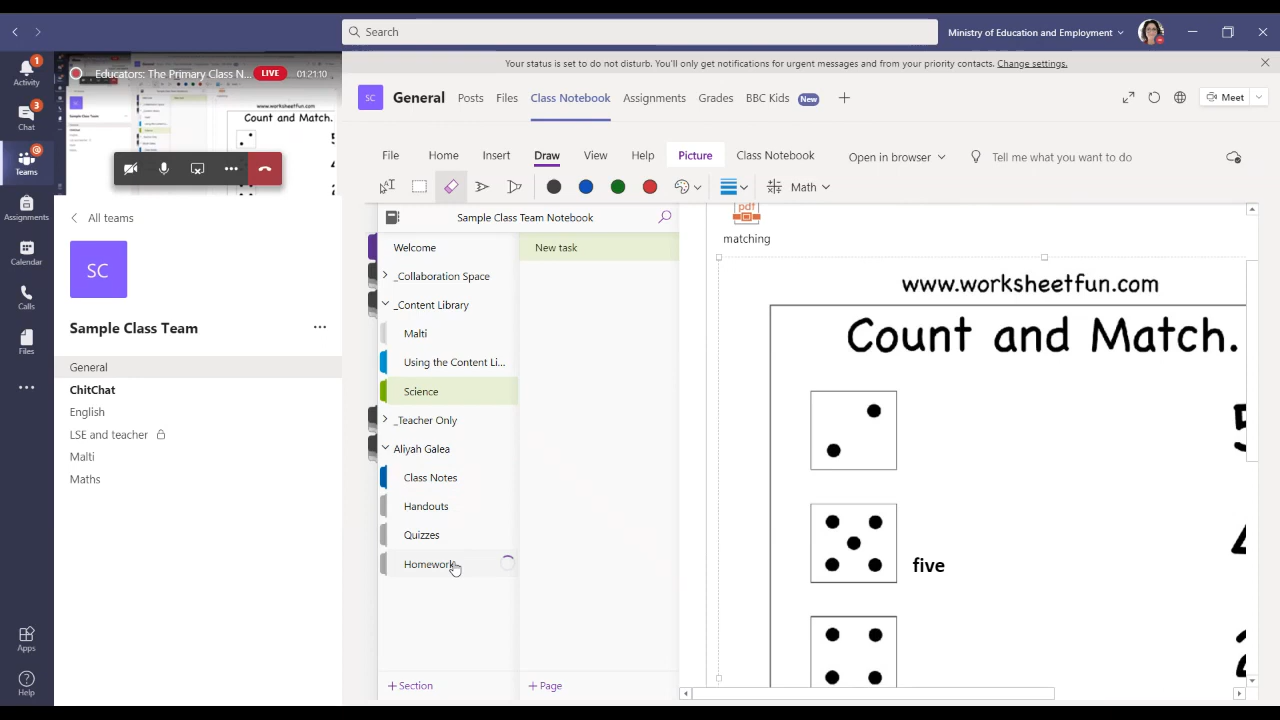 Search
Ministry of Education and Employment
Activity 1
Educators: The Primary Class N... LIVE 01:21:10
Your status is set to do not disturb. You'll only get notifications for urgent messages and from your priority contacts. Change settings.
SC General Posts Files Class Notebook Assignments Grades BBC Kids New Meet
Chat 3
Teams
Assignments
Calendar
Calls
Files
Apps
Help
File Home Insert Draw View Help Picture Class Notebook Open in browser Tell me what you want to do
Math
All teams
SC
Sample Class Team
General
ChitChat
English
LSE and teacher
Malti
Maths
Sample Class Team Notebook
Welcome
_Collaboration Space
_Content Library
Malti
Using the Content Li...
Science
_Teacher Only
Aliyah Galea
Class Notes
Handouts
Quizzes
Homework
+ Section
New task
+ Page
pdf
matching
www.worksheetfun.com
Count and Match.
five